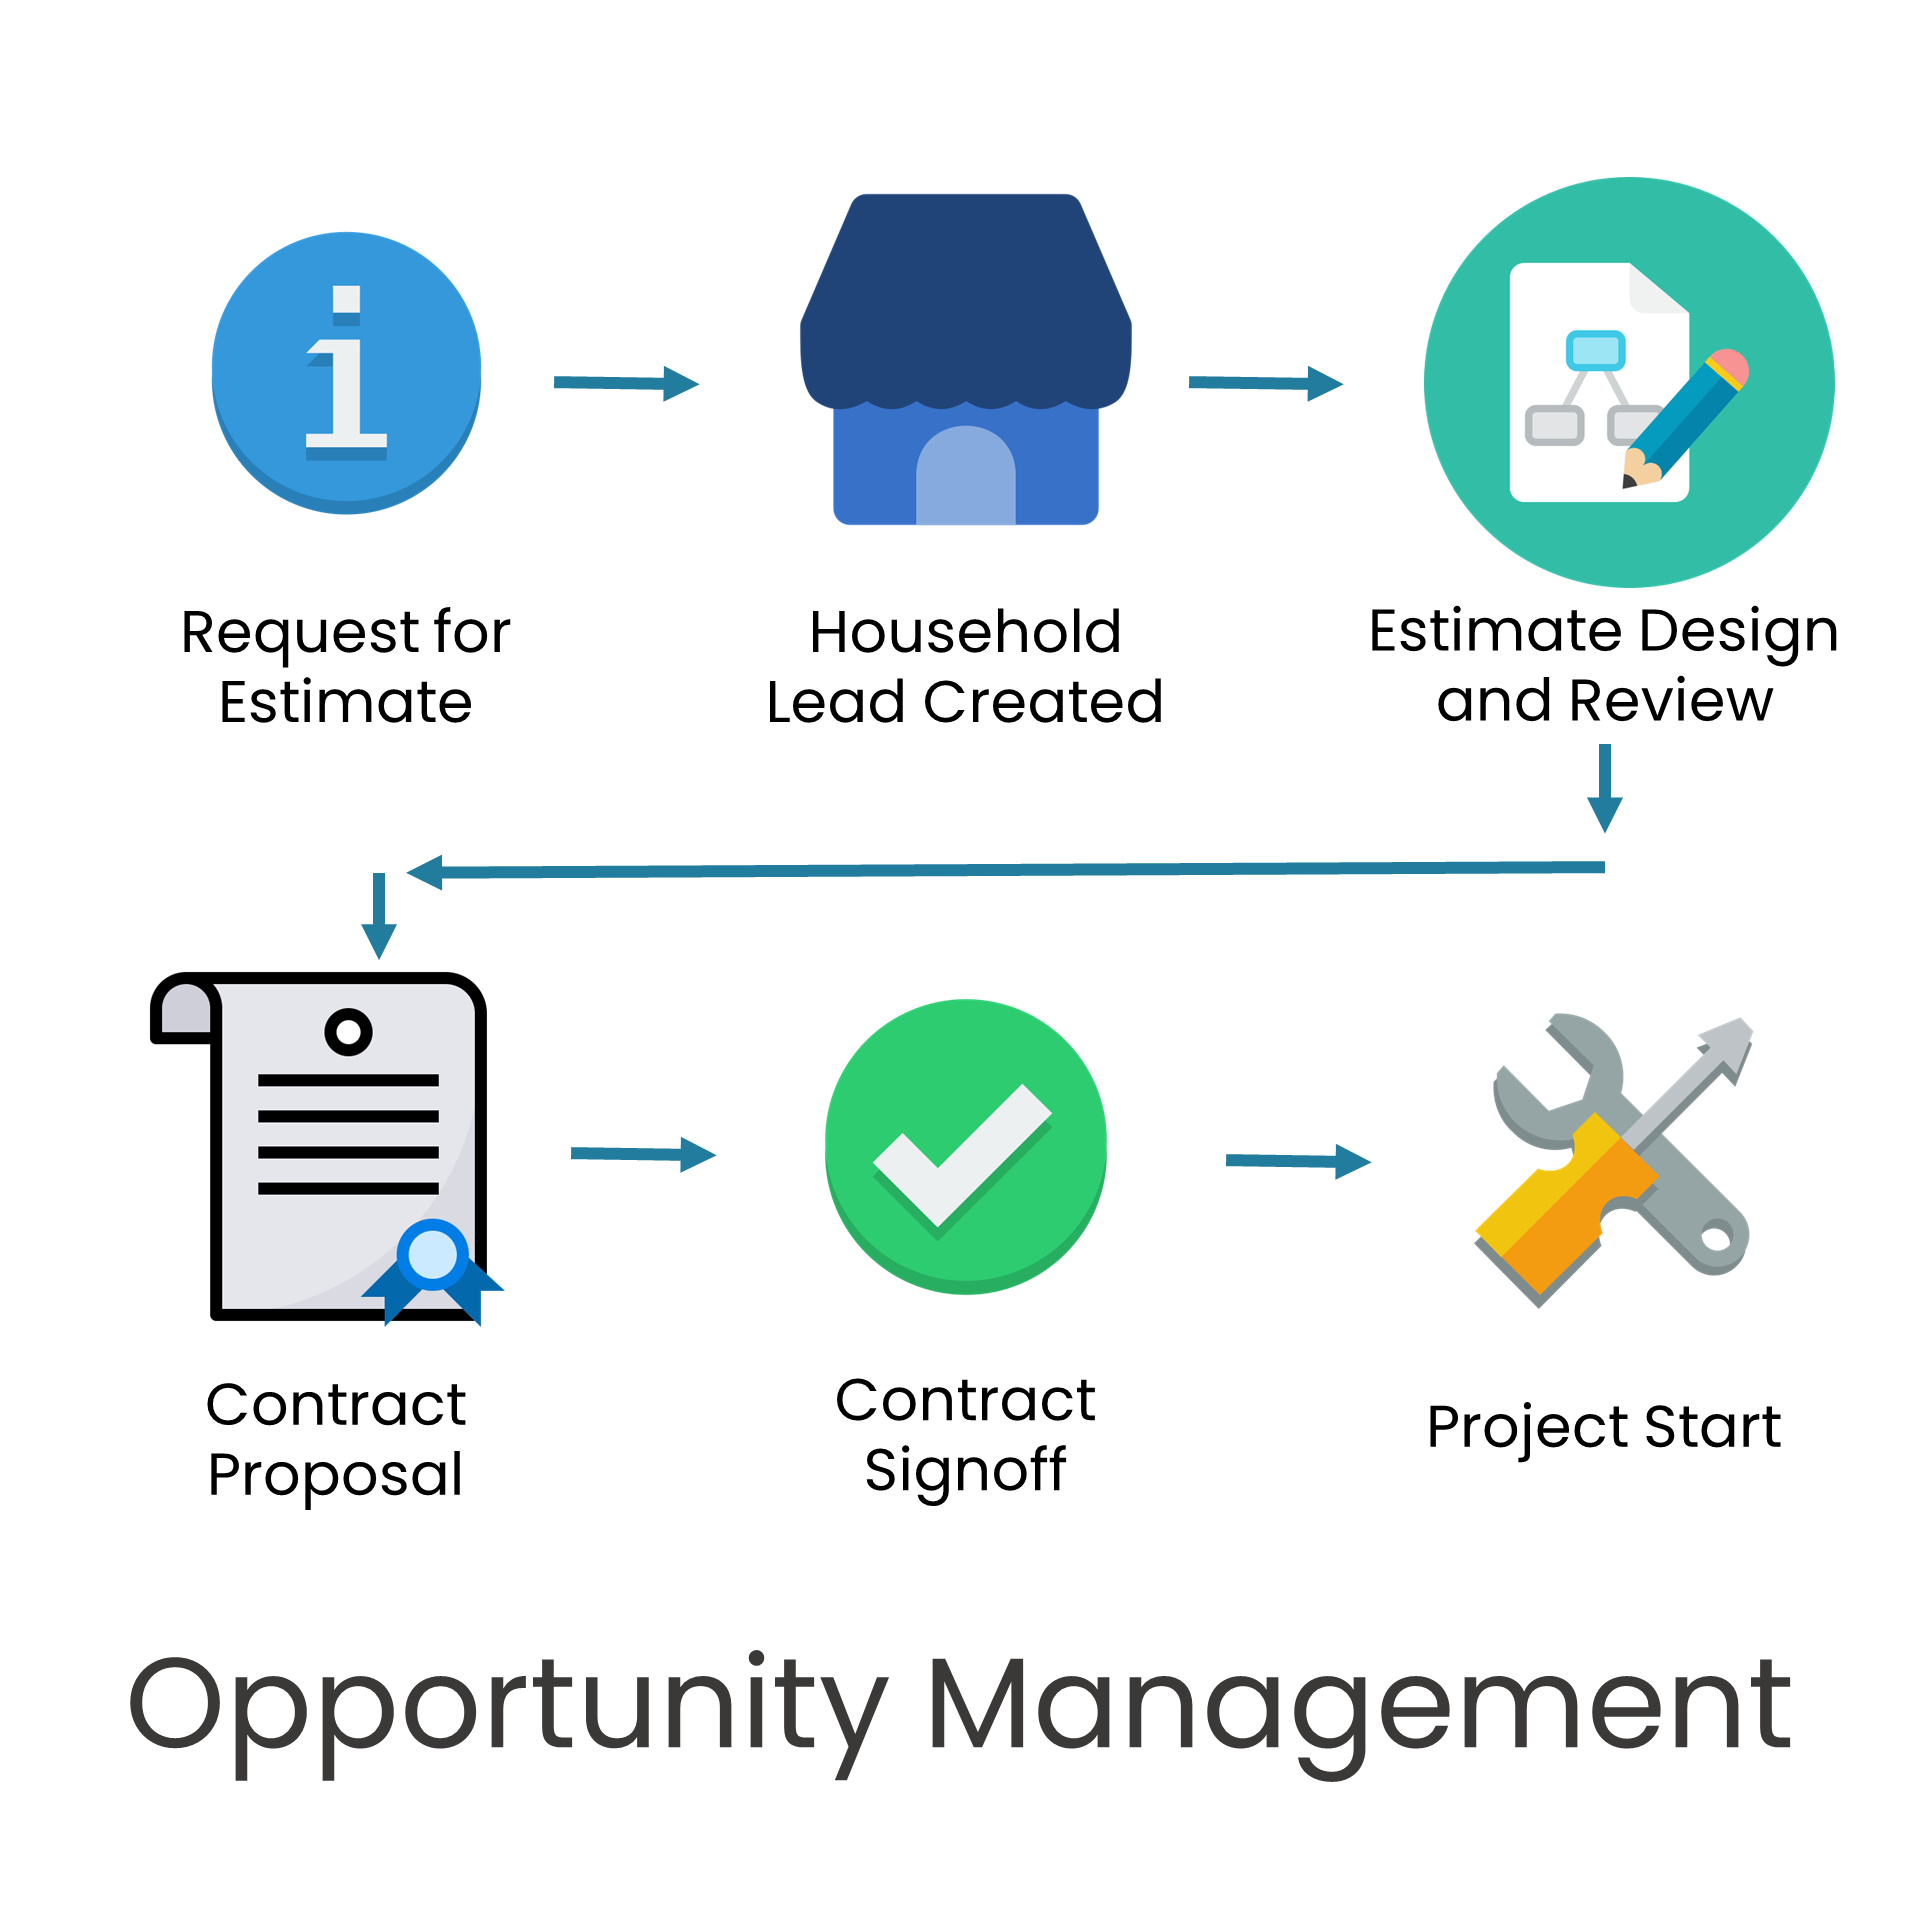 Request for
Estimate
Household
Lead Created
Estimate Design
and Review
Contract
Proposal
Contract
Signoff
Project Start
Opportunity Management